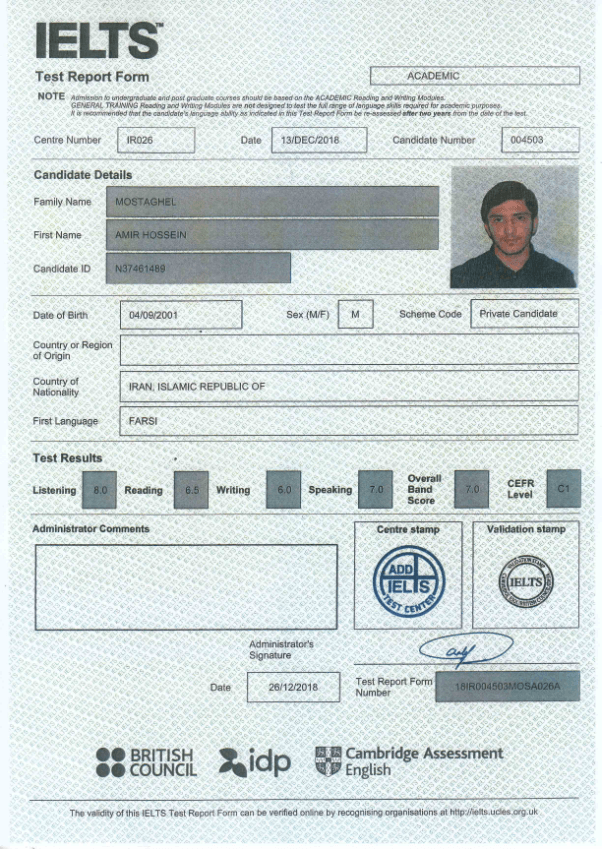 IELTS™
Test Report Form
ACADEMIC
NOTE Admission to undergraduate and post graduate courses should be based on the ACADEMIC Reading and Writing Modules.
GENERAL TRAINING Reading and Writing Modules are not designed to test the full range of language skills required for academic purposes.
It is recommended that the candidate's language ability as indicated in this Test Report Form be re-assessed after two years from the date of the test.
Centre Number IR026 Date 13/DEC/2018 Candidate Number 004503
Candidate Details
Family Name MOSTAGHEL
First Name AMIR HOSSEIN
Candidate ID N37461489
Date of Birth 04/09/2001 Sex (M/F) M Scheme Code Private Candidate
Country or Region
of Origin
Country of
Nationality IRAN, ISLAMIC REPUBLIC OF
First Language FARSI
Test Results
Listening 8.0 Reading 6.5 Writing 6.0 Speaking 7.0 Overall Band Score 7.0 CEFR Level C1
Administrator Comments
Centre stamp
ADD
IELTS
TEST CENTER
Validation stamp
IELTS
Administrator's
Signature
Date 26/12/2018
Test Report Form
Number 18IR004503MOSA026A
BRITISH
COUNCIL
idp
Cambridge Assessment
English
The validity of this IELTS Test Report Form can be verified online by recognising organisations at http://ielts.ucles.org.uk